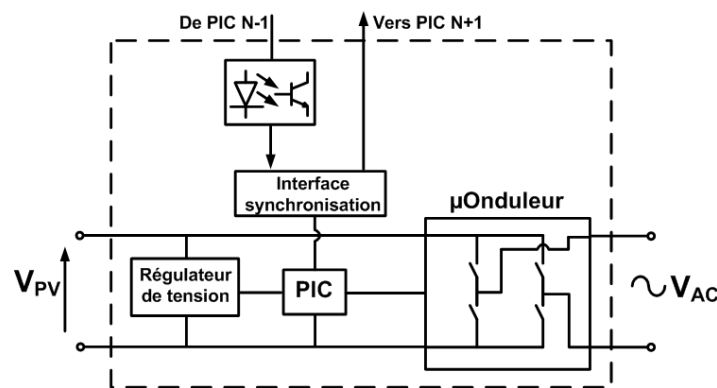 De PIC N-1
Vers PIC N+1
Interface
synchronisation
µOnduleur
VPV
Régulateur
de tension
PIC
VAC